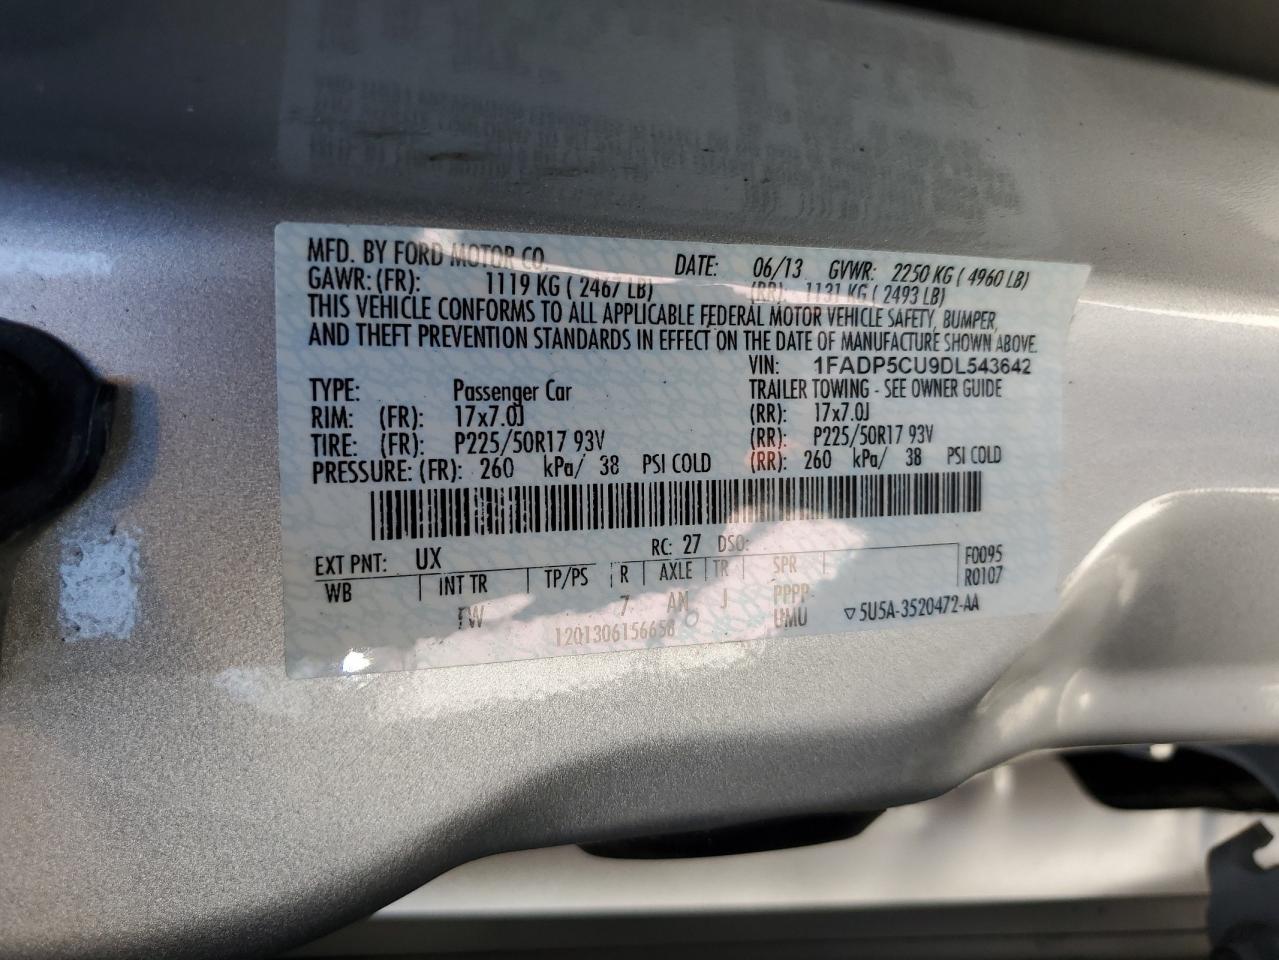 MFD. BY FORD MOTOR CO. DATE: 06/13 GVWR: 2250 KG ( 4960 LB)
GAWR: (FR): 1119 KG ( 2467 LB) (RR): 1131 KG ( 2493 LB)
THIS VEHICLE CONFORMS TO ALL APPLICABLE FEDERAL MOTOR VEHICLE SAFETY, BUMPER,
AND THEFT PREVENTION STANDARDS IN EFFECT ON THE DATE OF MANUFACTURE SHOWN ABOVE.
VIN: 1FADP5CU9DL543642
TYPE: Passenger Car TRAILER TOWING - SEE OWNER GUIDE
RIM: (FR): 17x7.0J (RR): 17x7.0J
TIRE: (FR): P225/50R17 93V (RR): P225/50R17 93V
PRESSURE: (FR): 260 kPa/ 38 PSI COLD (RR): 260 kPa/ 38 PSI COLD
EXT PNT: UX RC: 27 DSO: F0095
WB INT TR TP/PS R AXLE TR SPR R0107
TW 7 AN J PPPP
1201306156658 UMU ▽5U5A-3520472-AA